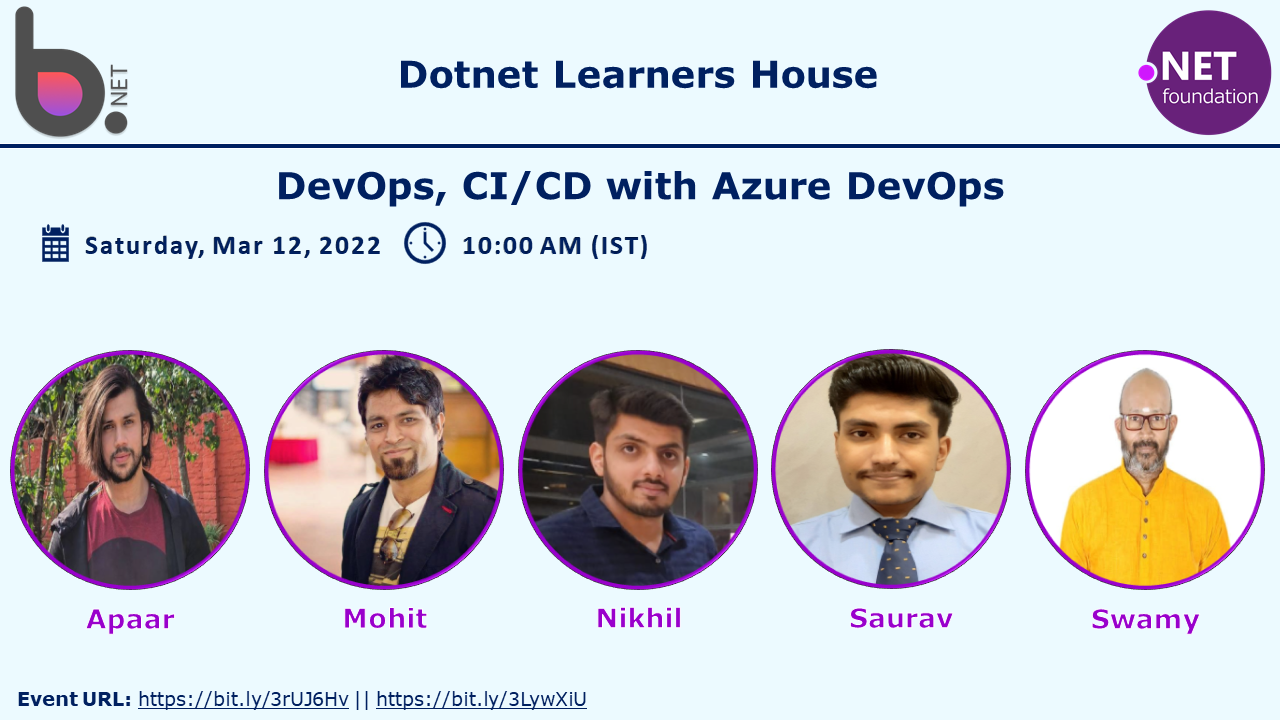 .NET
Dotnet Learners House
.NET
foundation
DevOps, CI/CD with Azure DevOps
Saturday, Mar 12, 2022 10:00 AM (IST)
Apaar Mohit Nikhil Saurav Swamy
Event URL: https://bit.ly/3rUJ6Hv || https://bit.ly/3LywXiU